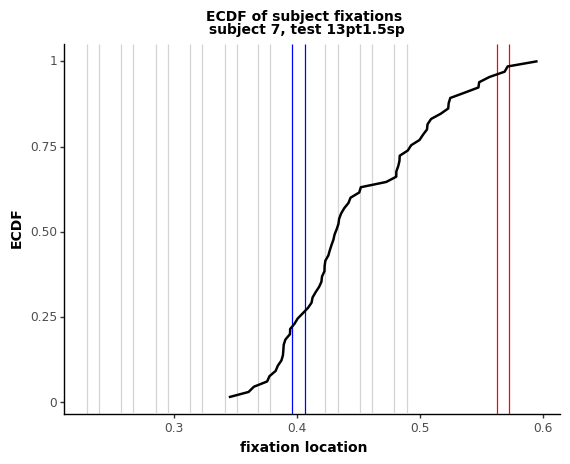 ECDF of subject fixations
subject 7, test 13pt1.5sp
1
0.75
0.50
0.25
0
ECDF
0.3 0.4 0.5 0.6
fixation location